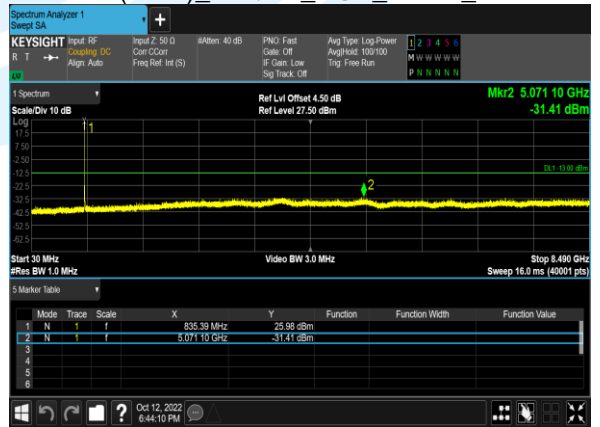 Spectrum Analyzer 1
Swept SA
+
KEYSIGHT Input: RF Input Z: 50 Ω #Atten: 40 dB PNO: Fast Avg Type: Log-Power 1 2 3 4 5 6
R T Coupling: DC Corr CCorr Gate: Off Avg|Hold: 100/100 M W W W W W
Align: Auto Freq Ref: Int (S) IF Gain: Low Trig: Free Run P N N N N N
LU Sig Track: Off
1 Spectrum Ref Lvl Offset 4.50 dB Mkr2 5.071 10 GHz
Scale/Div 10 dB Ref Level 27.50 dBm -31.41 dBm
Log
1
17.5
7.50
-2.50
DL1 -13.00 dBm
-12.5
-22.5
2
-32.5
-42.5
-52.5
-62.5
Start 30 MHz Video BW 3.0 MHz Stop 8.490 GHz
#Res BW 1.0 MHz Sweep 16.0 ms (40001 pts)
5 Marker Table
Mode Trace Scale X Y Function Function Width Function Value
1 N 1 f 835.39 MHz 25.98 dBm
2 N 1 f 5.071 10 GHz -31.41 dBm
3
4
5
6
? Oct 12, 2022
6:44:10 PM